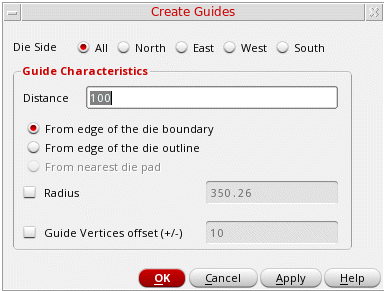 Create Guides
Die Side All North East West South
Guide Characteristics
Distance 100
From edge of the die boundary
From edge of the die outline
From nearest die pad
Radius 350.26
Guide Vertices offset (+/-) 10
OK Cancel Apply Help